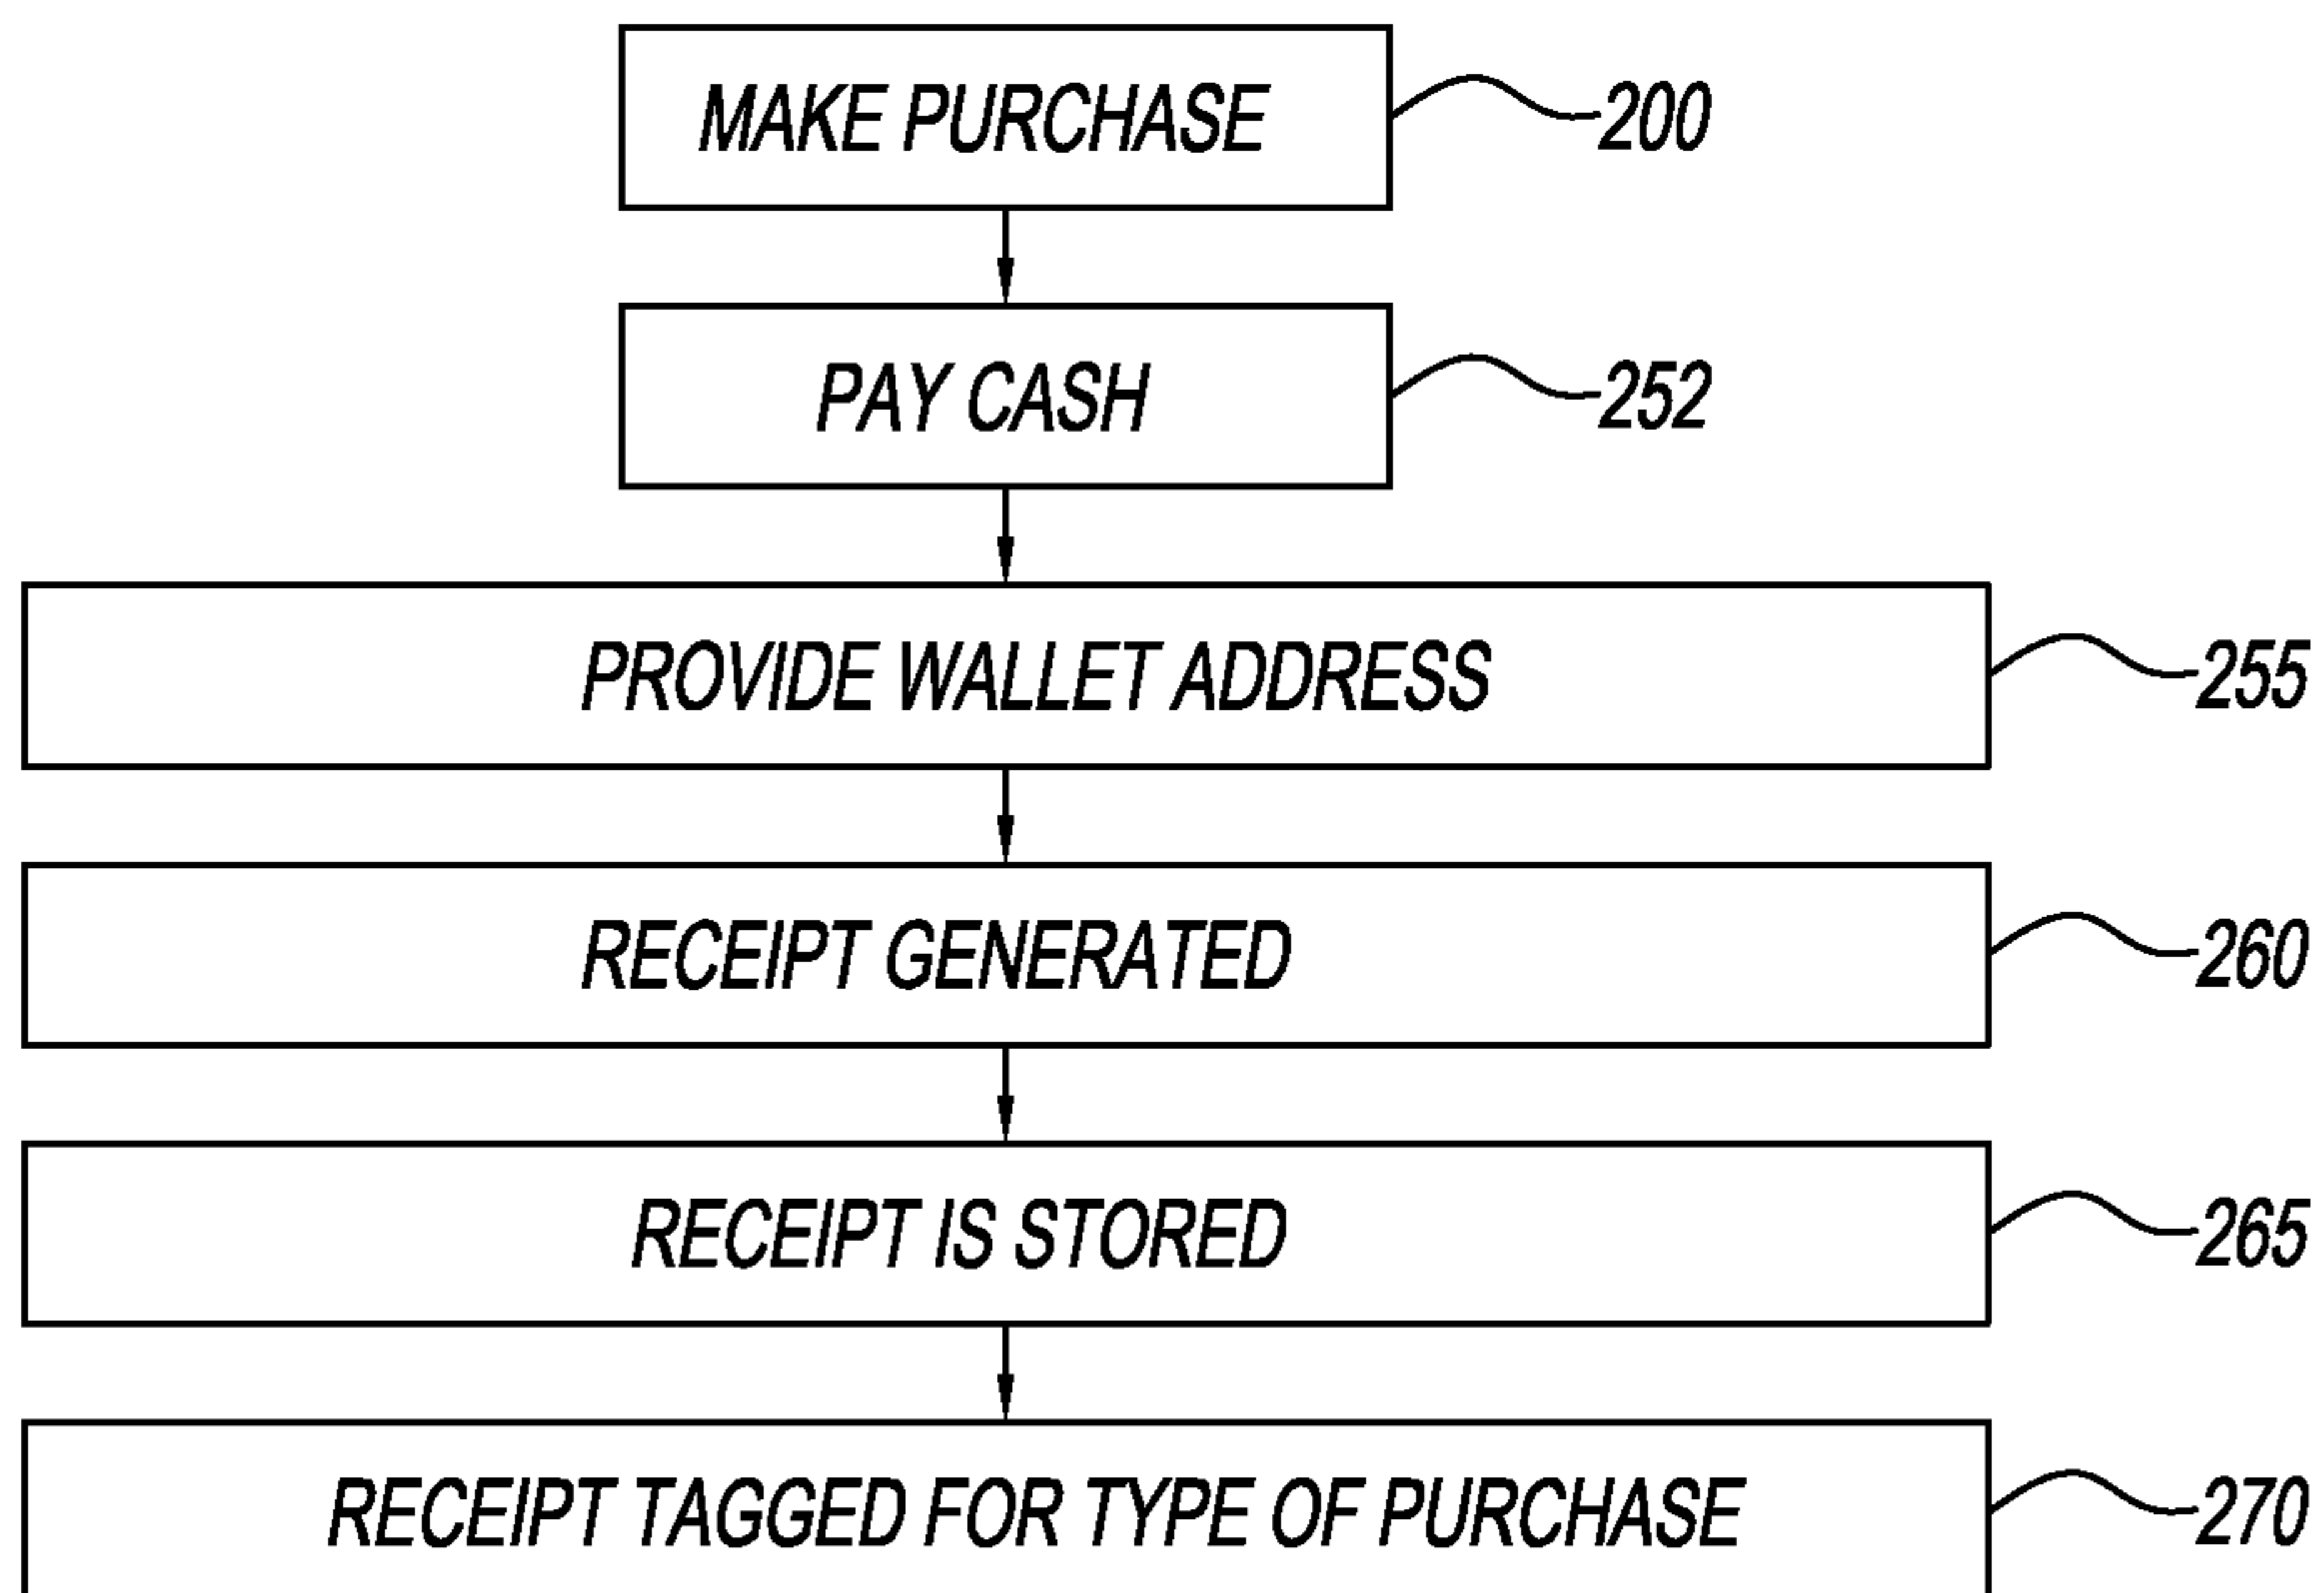 MAKE PURCHASE 200
PAY CASH 252
PROVIDE WALLET ADDRESS 255
RECEIPT GENERATED 260
RECEIPT IS STORED 265
RECEIPT TAGGED FOR TYPE OF PURCHASE 270